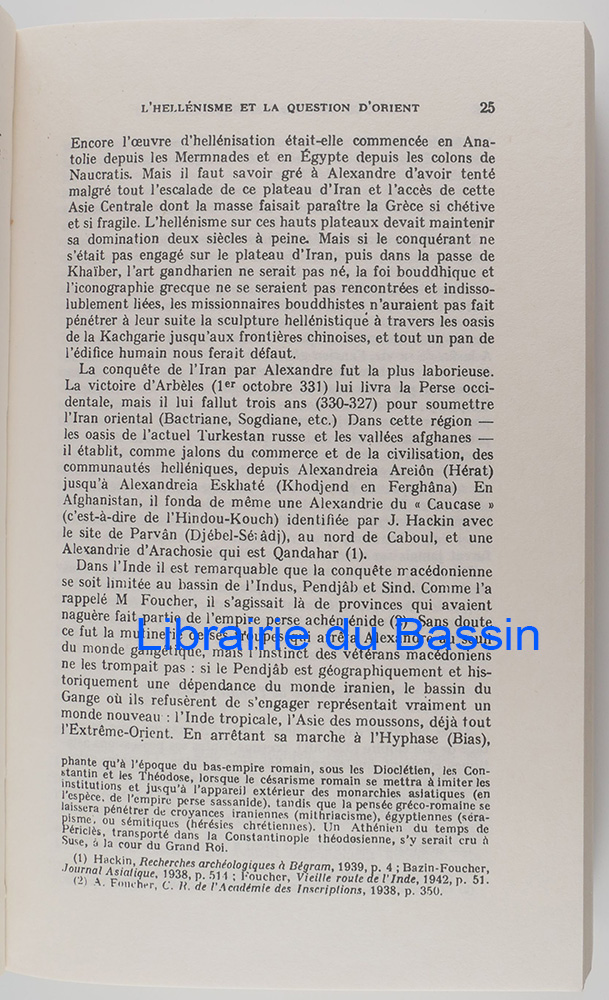 L'HELLÉNISME ET LA QUESTION D'ORIENT 25
Encore l'œuvre d'hellénisation était-elle commencée en Ana-
tolie depuis les Mermnades et en Égypte depuis les colons de
Naucratis. Mais il faut savoir gré à Alexandre d'avoir tenté
malgré tout l'escalade de ce plateau d'Iran et l'accès de cette
Asie Centrale dont la masse faisait paraître la Grèce si chétive
et si fragile. L'hellénisme sur ces hauts plateaux devait maintenir
sa domination deux siècles à peine. Mais si le conquérant ne
s'était pas engagé sur le plateau d'Iran, puis dans la passe de
Khaïber, l'art gandharien ne serait pas né, la foi bouddhique et
l'iconographie grecque ne se seraient pas rencontrées et indisso-
lublement liées, les missionnaires bouddhistes n'auraient pas fait
pénétrer à leur suite la sculpture hellénistique à travers les oasis
de la Kachgarie jusqu'aux frontières chinoises, et tout un pan de
l'édifice humain nous ferait défaut.
La conquête de l'Iran par Alexandre fut la plus laborieuse.
La victoire d'Arbèles (1er octobre 331) lui livra la Perse occi-
dentale, mais il lui fallut trois ans (330-327) pour soumettre
l'Iran oriental (Bactriane, Sogdiane, etc.) Dans cette région —
les oasis de l'actuel Turkestan russe et les vallées afghanes —
il établit, comme jalons du commerce et de la civilisation, des
communautés helléniques, depuis Alexandreia Areiôn (Hérat)
jusqu'à Alexandreia Eskhaté (Khodjend en Ferghâna) En
Afghanistan, il fonda de même une Alexandrie du « Caucase »
(c'est-à-dire de l'Hindou-Kouch) identifiée par J. Hackin avec
le site de Parvân (Djébel-Séradj), au nord de Caboul, et une
Alexandrie d'Arachosie qui est Qandahar (1).
Dans l'Inde il est remarquable que la conquête macédonienne
se soit limitée au bassin de l'Indus, Pendjâb et Sind. Comme l'a
rappelé M Foucher, il s'agissait là de provinces qui avaient
naguère fait partie de l'empire perse achéménide (2). Sans doute
ce fut la mutinerie de ses troupes qui arrêta Alexandre au seuil
du monde gangétique, mais l'instinct des vétérans macédoniens
ne les trompait pas : si le Pendjâb est géographiquement et his-
toriquement une dépendance du monde iranien, le bassin du
Gange où ils refusèrent de s'engager représentait vraiment un
monde nouveau : l'Inde tropicale, l'Asie des moussons, déjà tout
l'Extrême-Orient. En arrêtant sa marche à l'Hyphase (Bias),
Librairie du Bassin
phante qu'à l'époque du bas-empire romain, sous les Dioclétien, les Con-
stantin et les Théodose, lorsque le césarisme romain se mettra à imiter les
institutions et jusqu'à l'appareil extérieur des monarchies asiatiques (en
l'espèce, de l'empire perse sassanide), tandis que la pensée gréco-romaine se
laissera pénétrer de croyances iraniennes (mithriacisme), égyptiennes (séra-
pisme, ou sémitiques (hérésies chrétiennes). Un Athénien du temps de
Périclès, transporté dans la Constantinople théodosienne, s'y serait cru à
Suse, à la cour du Grand Roi.
(1) Hackin, Recherches archéologiques à Bégram, 1939, p. 4 ; Bazin-Foucher,
Journal Asiatique, 1938, p. 511 ; Foucher, Vieille route de l'Inde, 1942, p. 51.
(2) A. Foucher, C. R. de l'Académie des Inscriptions, 1938, p. 350.